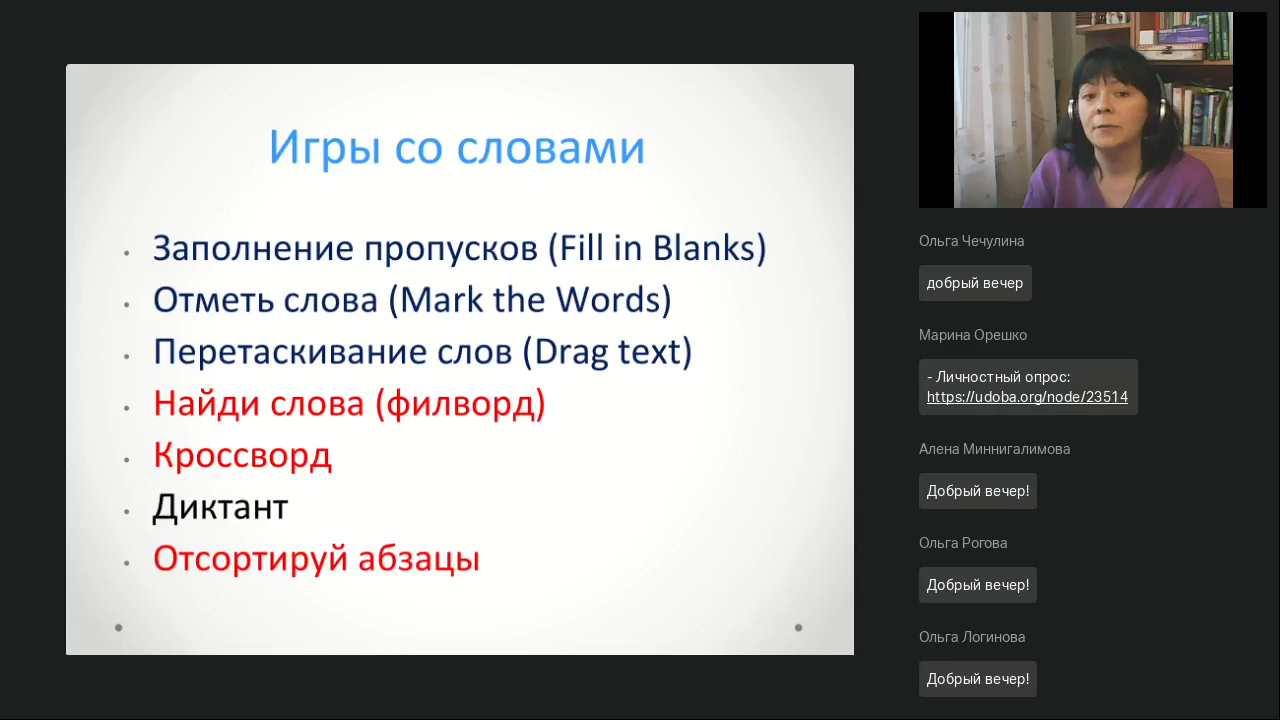 Игры со словами
Заполнение пропусков (Fill in Blanks)
Отметь слова (Mark the Words)
Перетаскивание слов (Drag text)
Найди слова (филворд)
Кроссворд
Диктант
Отсортируй абзацы
Ольга Чечулина
добрый вечер
Марина Орешко
- Личностный опрос:
https://udoba.org/node/23514
Алена Миннигалимова
Добрый вечер!
Ольга Рогова
Добрый вечер!
Ольга Логинова
Добрый вечер!